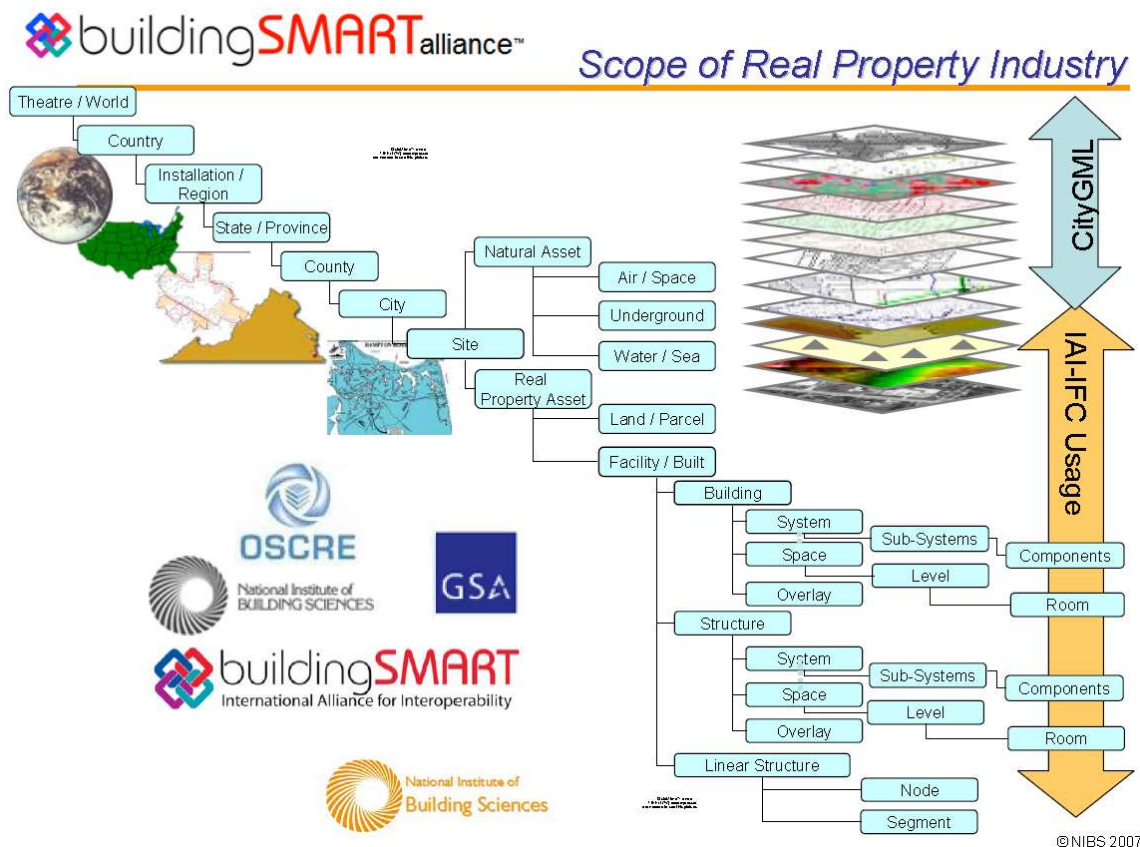 buildingSMARTalliance™
Scope of Real Property Industry
Theatre / World
Country
Installation /
Region
State / Province
County
City
Site
Natural Asset
Air / Space
Underground
Water / Sea
Real
Property Asset
Land / Parcel
Facility / Built
Building
System
Sub-Systems
Components
Space
Level
Room
Overlay
Structure
System
Sub-Systems
Components
Space
Level
Room
Overlay
Linear Structure
Node
Segment
CityGML
IAI-IFC Usage
OSCRE
National Institute of
BUILDING SCIENCES
GSA
buildingSMART
International Alliance for Interoperability
National Institute of
Building Sciences
©NIBS 2007